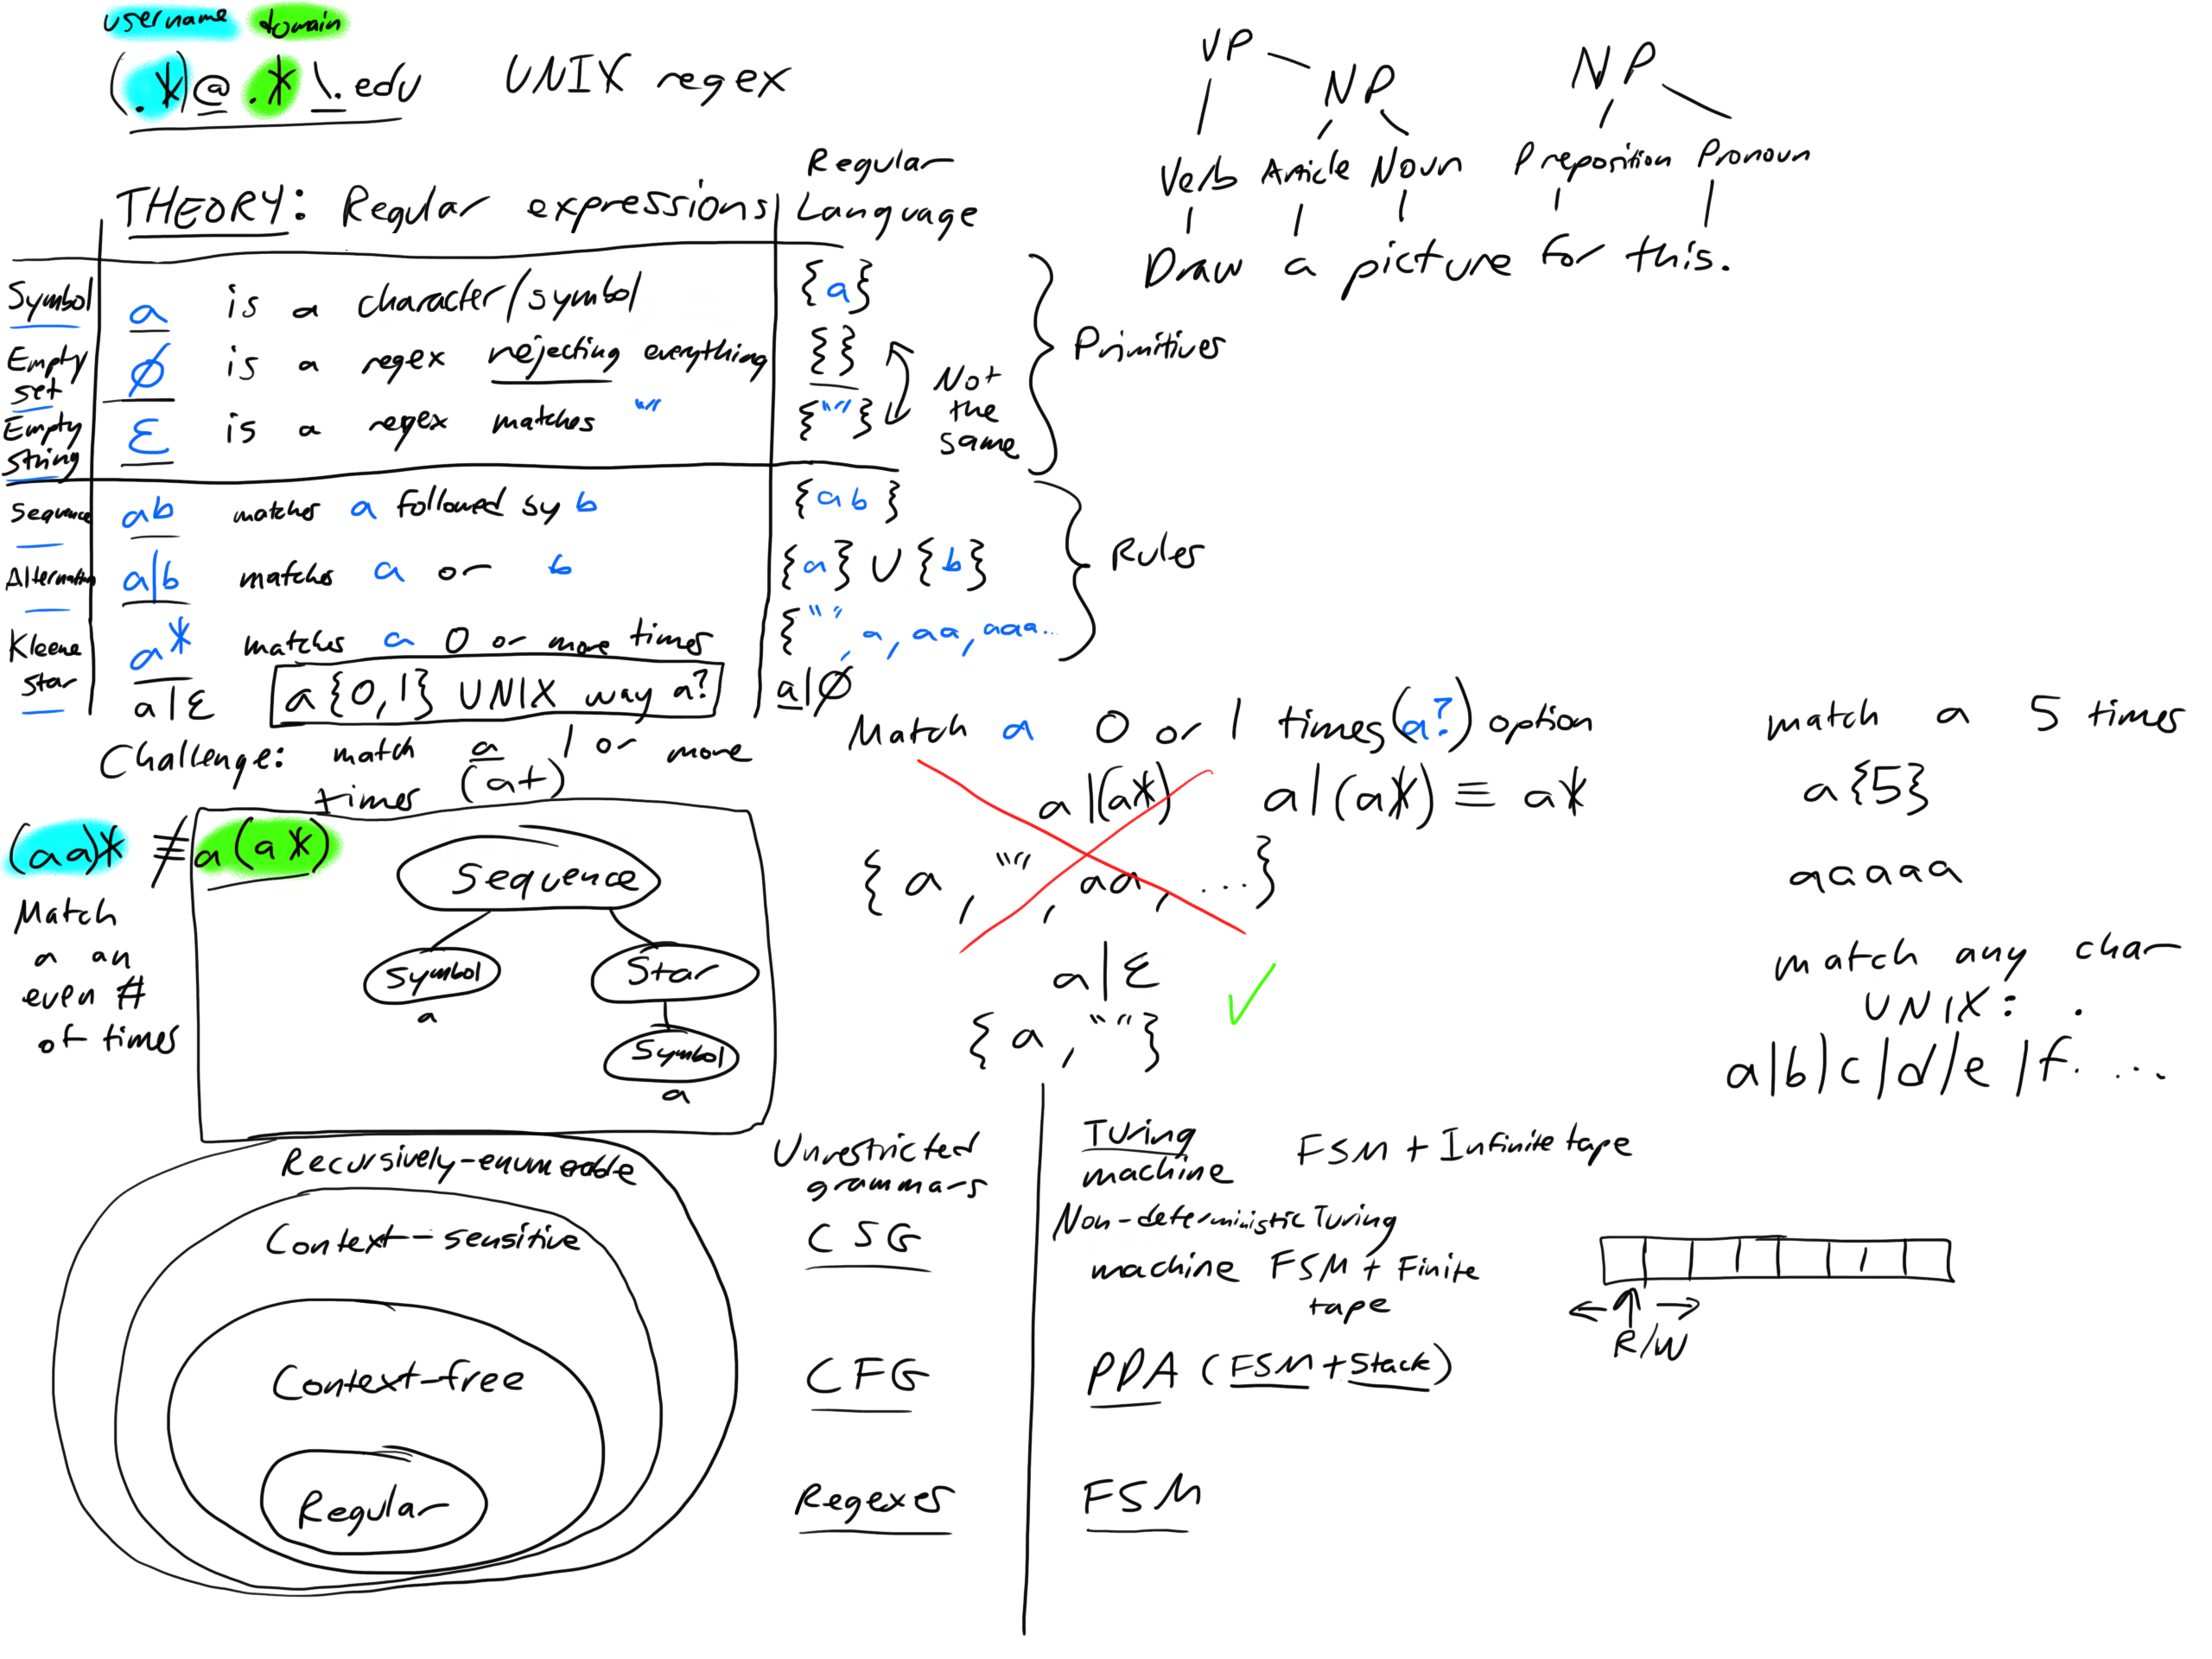 username domain
(.*)@.*\.edu UNIX regex
THEORY: Regular expressions
Regular
Language
Symbol a is a character/symbol {a}
Empty
set ∅ is a regex rejecting everything {}
Empty
string ε is a regex matches "" {""}
Not
the
same
Primitives
Sequence ab matches a followed sy b {ab}
Alternation a|b matches a or b {a} ∪ {b}
Kleene
star a* matches a 0 or more times {"", a, aa, aaa...
Rules
a|ε a{0,1} UNIX way a? a|∅
Challenge: match a 1 or more
times (a+)
(aa)* ≢ a(a*)
Match
a an
even #
of times
Sequence
Symbol
a
Star
Symbol
a
VP
NP
NP
Verb Article Noun Preposition Pronoun
Draw a picture for this.
Match a 0 or 1 times (a?) option
a|(a*) a|(a*) ≡ a*
{a, "", aa, ...}
a|ε
{a, ""}
match a 5 times
a{5}
aaaaa
match any char
UNIX: .
a|b|c|d|e|f. ...
Recursively-enumerable
Context-sensitive
Context-free
Regular
Unrestricted
grammars
CSG
CFG
Regexes
Turing
machine FSM + Infinite tape
Non-deterministic Turing
machine FSM + Finite
tape
PDA (FSM + Stack)
FSM
← ↑ →
R/W